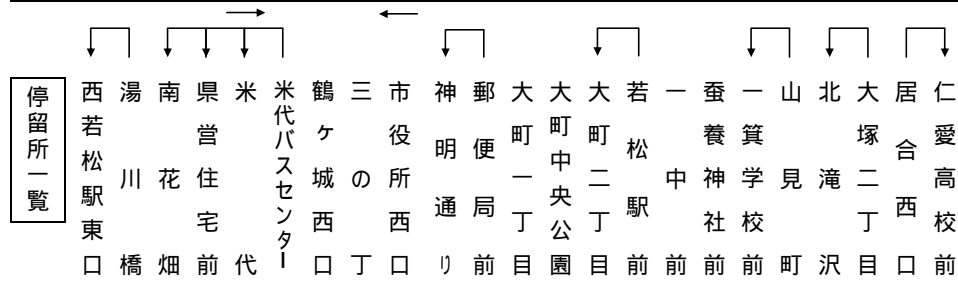 停留所一覧
西若松駅東口
湯川橋
南花畑
県営住宅前
米代
米代バスセンター
鶴ヶ城西口
三の丁
市役所西口
神明通り
郵便局前
大町一丁目
大町中央公園
大町二丁目
若松駅前
一中前
蚕養神社前
一箕学校前
山見町
北滝沢
大塚二丁目
居合西口
仁愛高校前